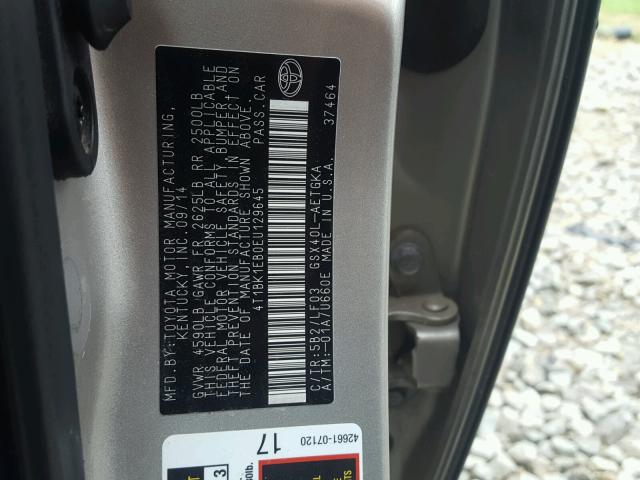 MFD.BY:TOYOTA MOTOR MANUFACTURING,
KENTUCKY, INC. 09/14
GVWR 4590LB GAWR FR 2625LB RR 2500LB
THIS VEHICLE CONFORMS TO ALL APPLICABLE
FEDERAL MOTOR VEHICLE SAFETY, BUMPER, AND
THEFT PREVENTION STANDARDS IN EFFECT ON
THE DATE OF MANUFACTURE SHOWN ABOVE.
4T1BK1EB0EU129645 PASS.CAR
C/TR:5B2/LF03 GSX40L-AETGKA
A/TM:-01A/U660E MADE IN U.S.A.
37464
42661-07120
17